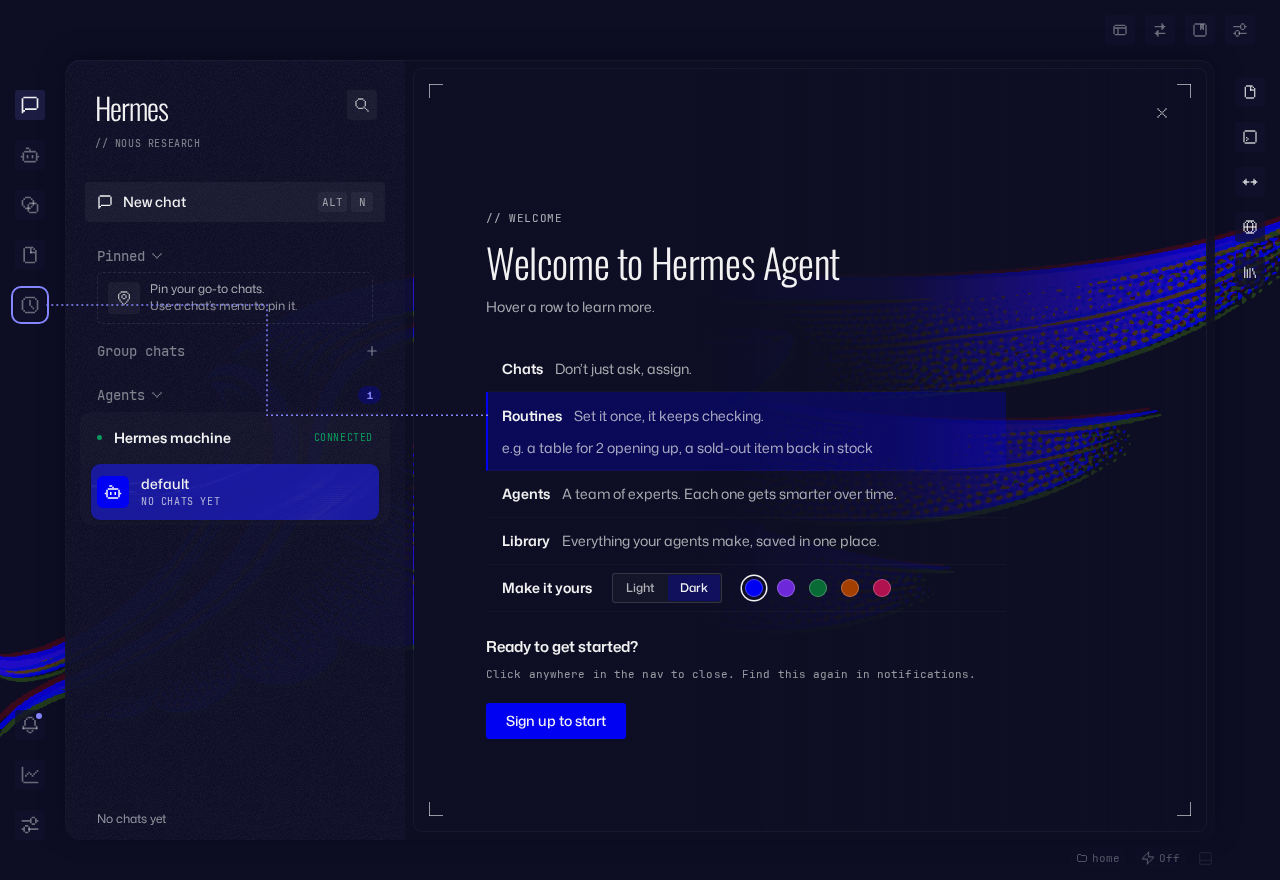 Hermes
// NOUS RESEARCH
New chat ALT N
Pinned
Pin your go-to chats.
Use a chat's menu to pin it.
Group chats
Agents 1
Hermes machine CONNECTED
default
NO CHATS YET
No chats yet
// WELCOME
Welcome to Hermes Agent
Hover a row to learn more.
Chats Don't just ask, assign.
Routines Set it once, it keeps checking.
e.g. a table for 2 opening up, a sold-out item back in stock
Agents A team of experts. Each one gets smarter over time.
Library Everything your agents make, saved in one place.
Make it yours Light Dark
Ready to get started?
Click anywhere in the nav to close. Find this again in notifications.
Sign up to start
home Off